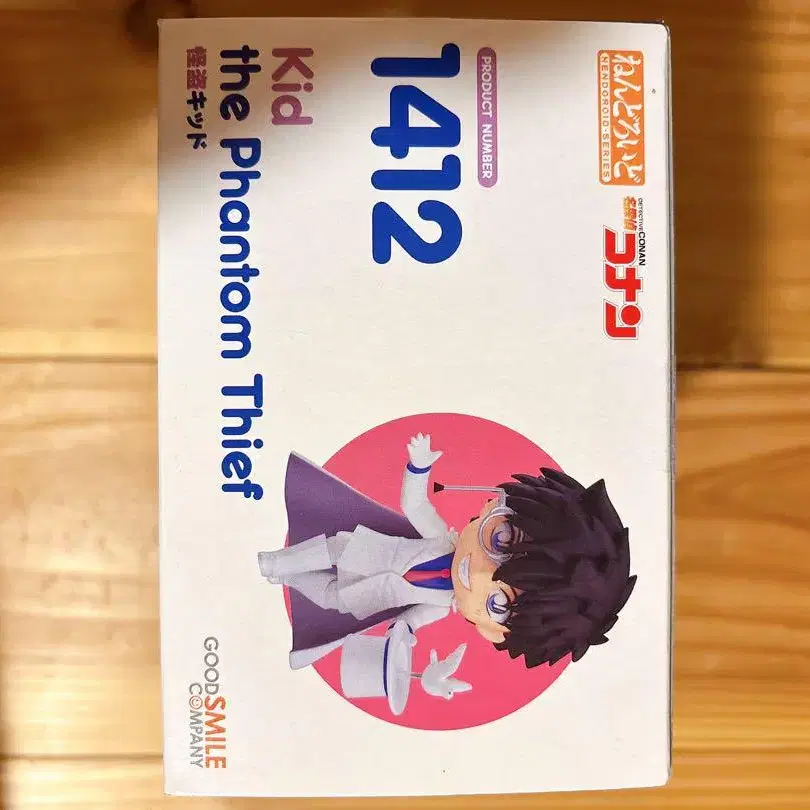 ねんどろいど
NENDOROID·SERIES
DETECTIVE CONAN
名探偵
コナン
PRODUCT NUMBER
1412
Kid
the Phantom Thief
怪盗キッド
GOOD SMILE
COMPANY